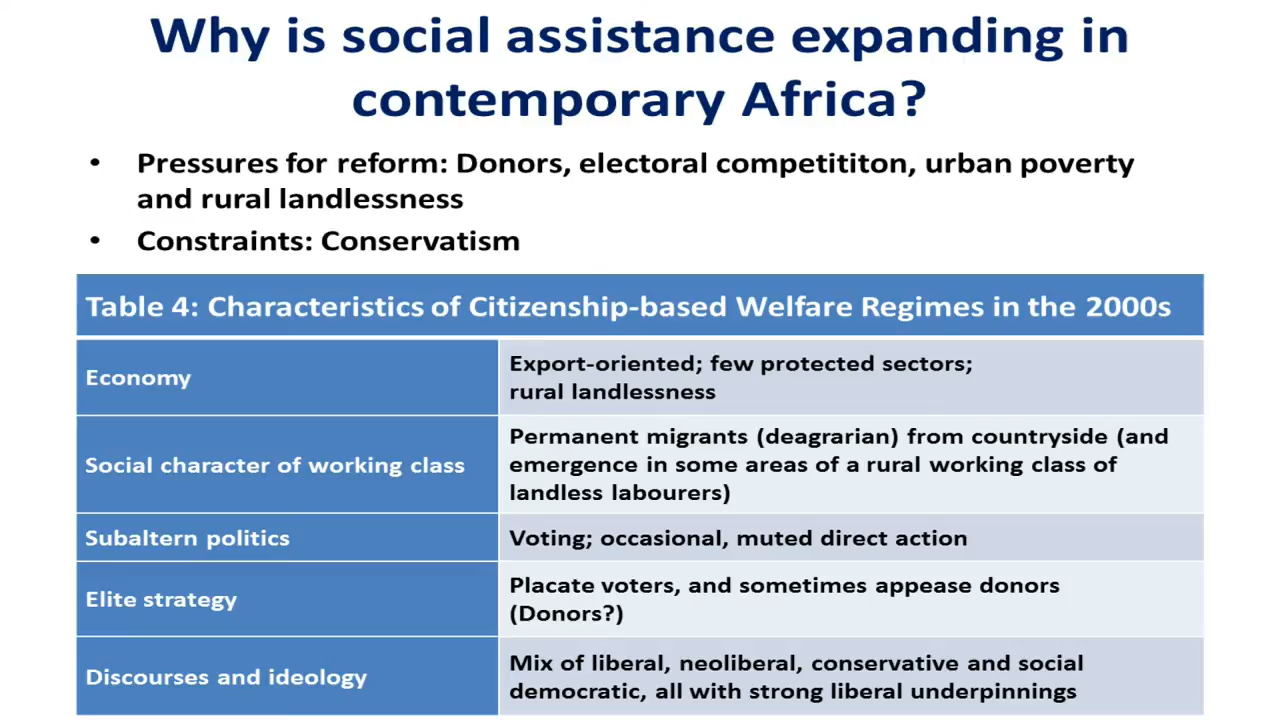 Why is social assistance expanding in
contemporary Africa?
• Pressures for reform: Donors, electoral competititon, urban poverty
and rural landlessness
• Constraints: Conservatism
Table 4: Characteristics of Citizenship-based Welfare Regimes in the 2000s
Economy
Export-oriented; few protected sectors;
rural landlessness
Social character of working class
Permanent migrants (deagrarian) from countryside (and
emergence in some areas of a rural working class of
landless labourers)
Subaltern politics
Voting; occasional, muted direct action
Elite strategy
Placate voters, and sometimes appease donors
(Donors?)
Discourses and ideology
Mix of liberal, neoliberal, conservative and social
democratic, all with strong liberal underpinnings